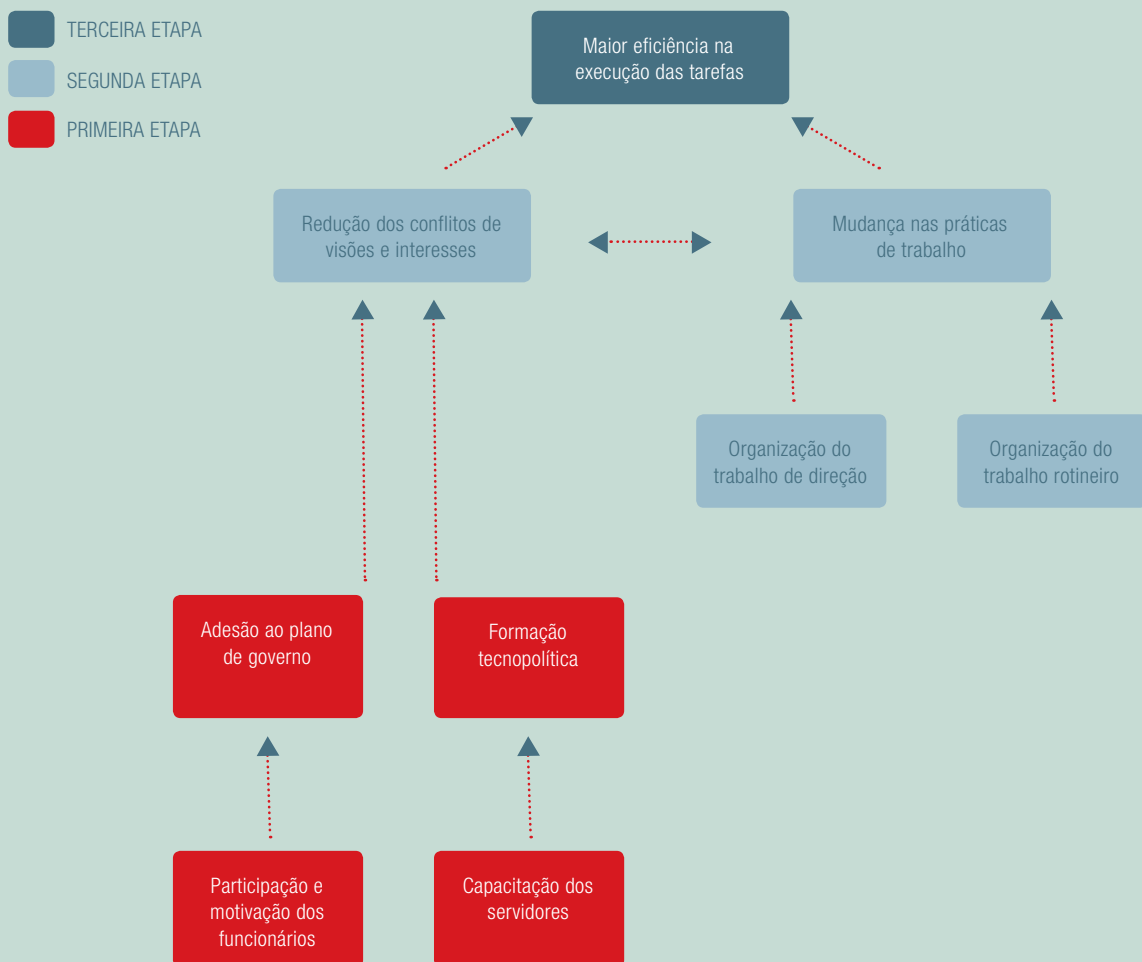 TERCEIRA ETAPA
SEGUNDA ETAPA
PRIMEIRA ETAPA
Maior eficiência na
execução das tarefas
Redução dos conflitos de
visões e interesses
Mudança nas práticas
de trabalho
Organização do
trabalho de direção
Organização do
trabalho rotineiro
Adesão ao plano
de governo
Formação
tecnopolítica
Participação e
motivação dos
funcionários
Capacitação dos
servidores